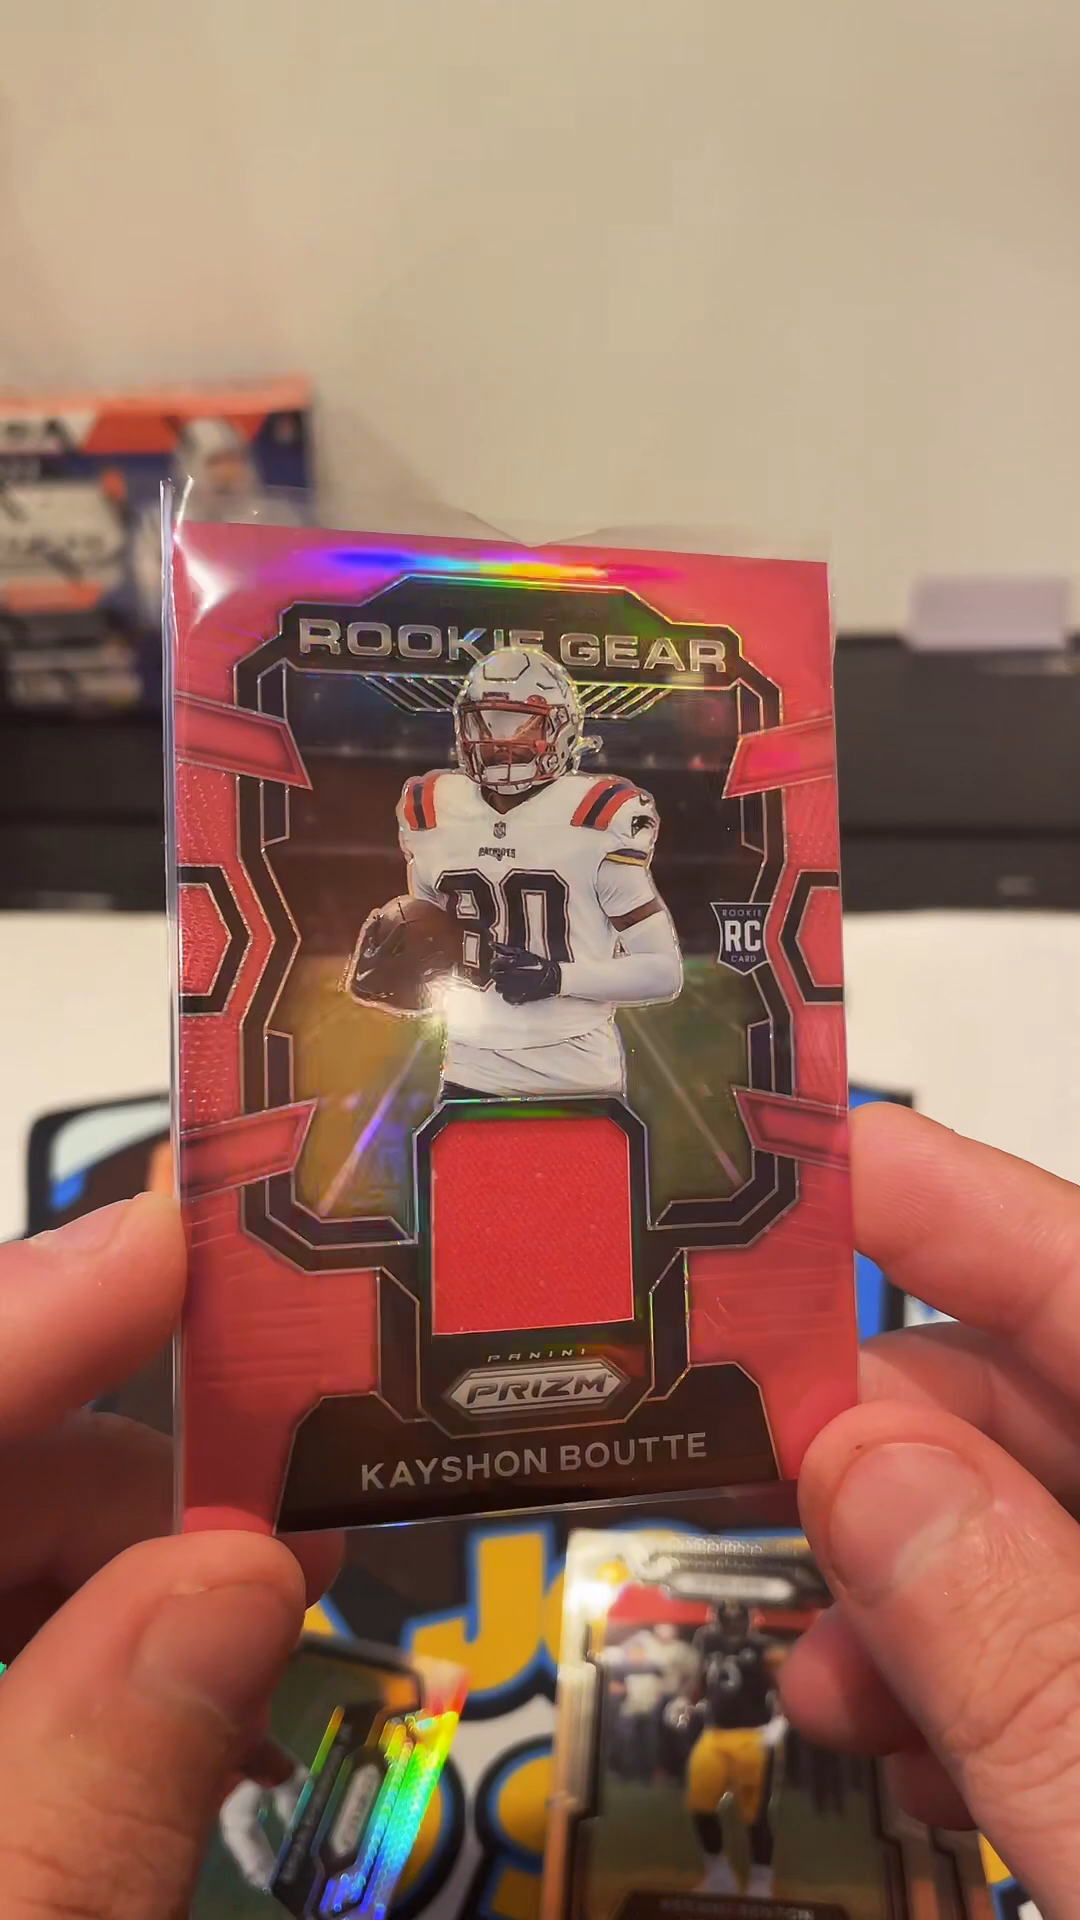 ROOKIE GEAR
PATRIOTS
80
ROOKIE
RC
CARD
PANINI
PRIZM
KAYSHON BOUTTE